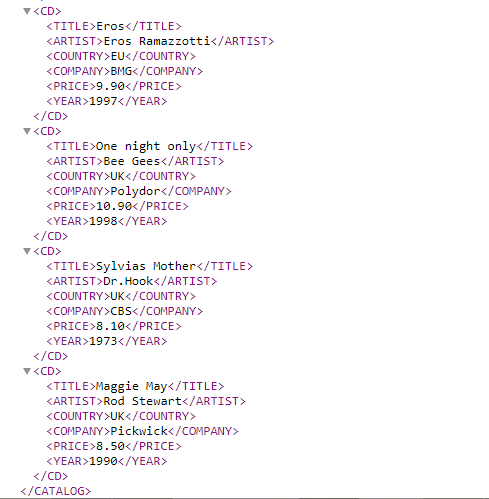 ▼<CD>
<TITLE>Eros</TITLE>
<ARTIST>Eros Ramazzotti</ARTIST>
<COUNTRY>EU</COUNTRY>
<COMPANY>BMG</COMPANY>
<PRICE>9.90</PRICE>
<YEAR>1997</YEAR>
</CD>
▼<CD>
<TITLE>One night only</TITLE>
<ARTIST>Bee Gees</ARTIST>
<COUNTRY>UK</COUNTRY>
<COMPANY>Polydor</COMPANY>
<PRICE>10.90</PRICE>
<YEAR>1998</YEAR>
</CD>
▼<CD>
<TITLE>Sylvias Mother</TITLE>
<ARTIST>Dr.Hook</ARTIST>
<COUNTRY>UK</COUNTRY>
<COMPANY>CBS</COMPANY>
<PRICE>8.10</PRICE>
<YEAR>1973</YEAR>
</CD>
▼<CD>
<TITLE>Maggie May</TITLE>
<ARTIST>Rod Stewart</ARTIST>
<COUNTRY>UK</COUNTRY>
<COMPANY>Pickwick</COMPANY>
<PRICE>8.50</PRICE>
<YEAR>1990</YEAR>
</CD>
</CATALOG>